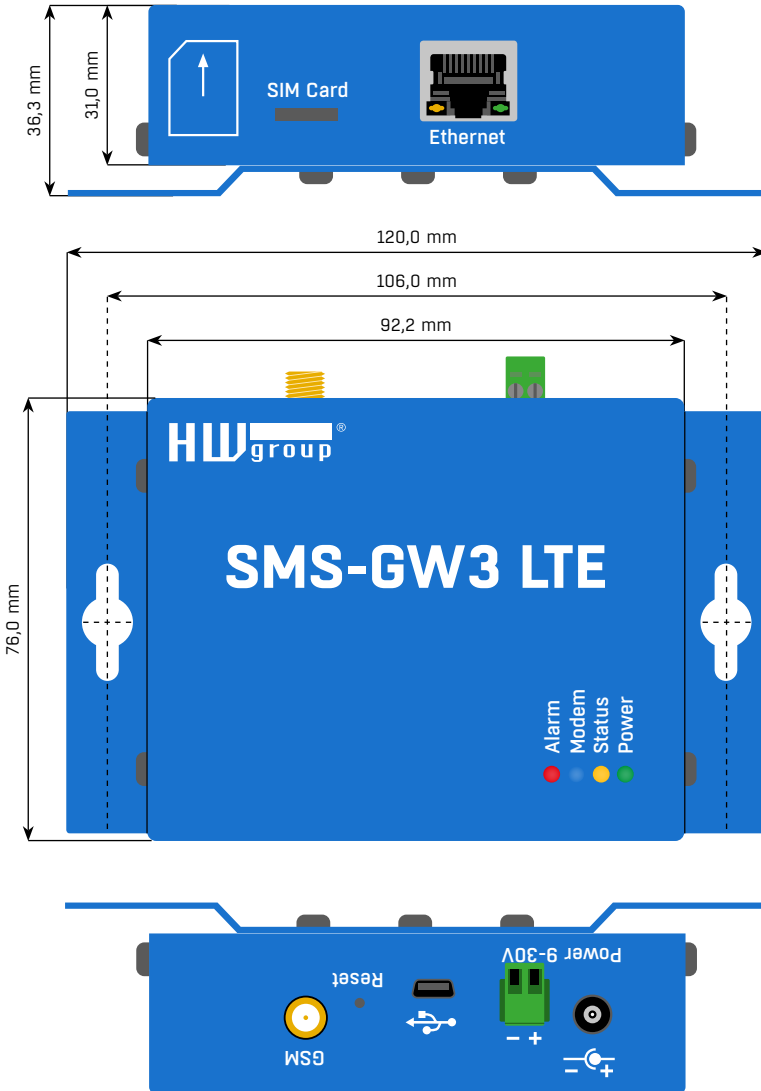 36,3 mm
31,0 mm
SIM Card
Ethernet
120,0 mm
106,0 mm
92,2 mm
HW group ®
SMS-GW3 LTE
76,0 mm
Alarm
Modem
Status
Power
Power 9-30V
Reset
GSM
− +
− +